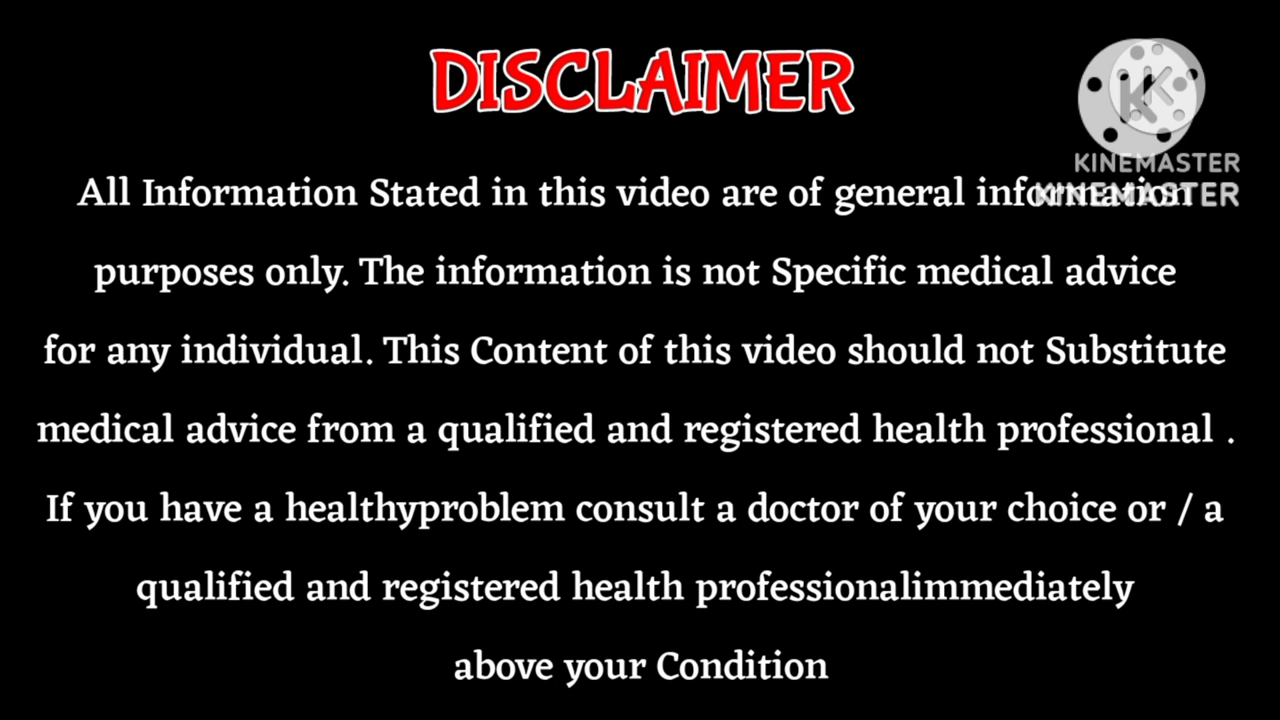 DISCLAIMER
KINEMASTER
KINEMASTER
All Information Stated in this video are of general information
purposes only. The information is not Specific medical advice
for any individual. This Content of this video should not Substitute
medical advice from a qualified and registered health professional .
If you have a healthyproblem consult a doctor of your choice or / a
qualified and registered health professionalimmediately
above your Condition